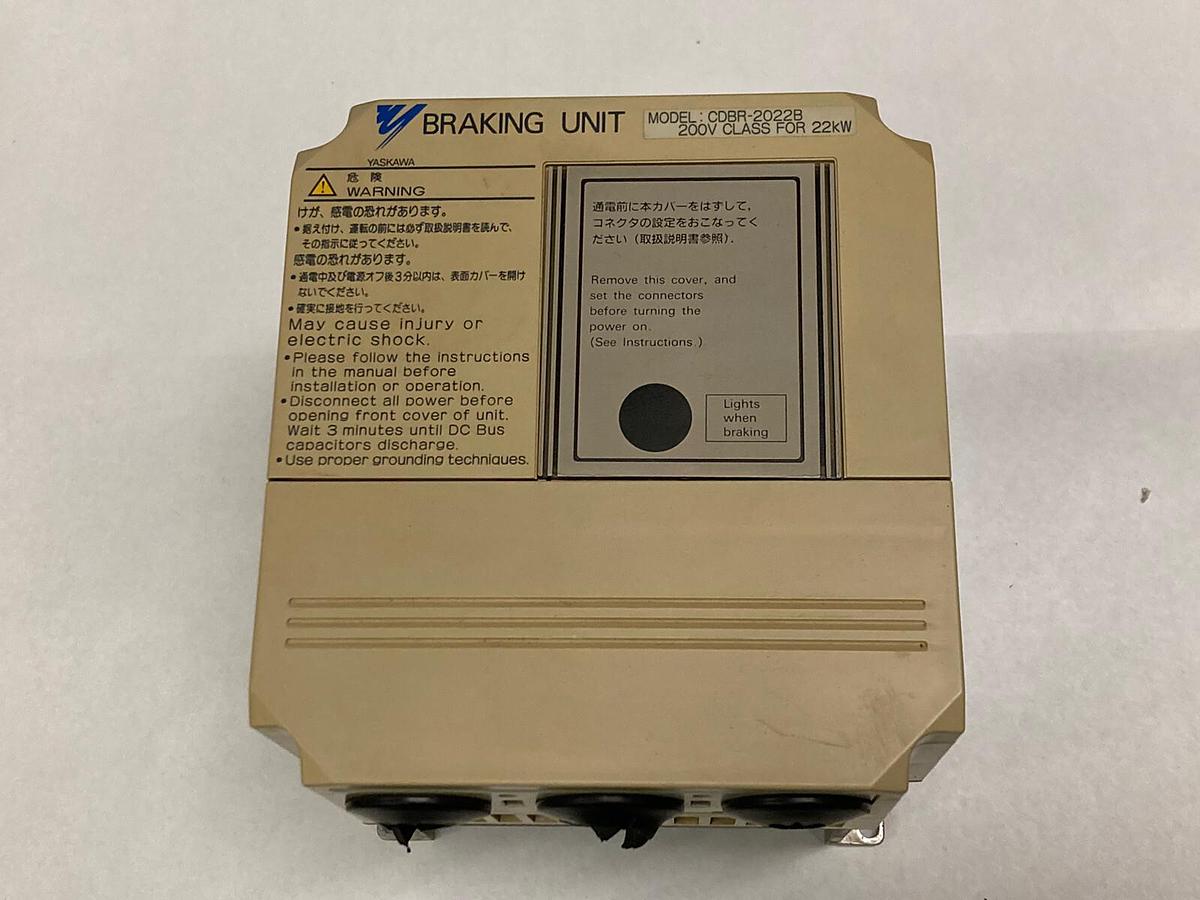 BRAKING UNIT
MODEL: CDBR-2022B
200V CLASS FOR 22kW
YASKAWA
危 険
WARNING
けが、感電の恐れがあります。
• 据え付け、運転の前には必ず取扱説明書を読んで、
その指示に従ってください。
感電の恐れがあります。
• 通電中及び電源オフ後3分以内は、表面カバーを開け
ないでください。
• 確実に接地を行ってください。
May cause injury or
electric shock.
• Please follow the instructions
in the manual before
installation or operation.
• Disconnect all power before
opening front cover of unit.
Wait 3 minutes until DC Bus
capacitors discharge.
• Use proper grounding techniques.
通電前に本カバーをはずして,
コネクタの設定をおこなってく
ださい(取扱説明書参照).
Remove this cover, and
set the connectors
before turning the
power on.
(See Instructions.)
Lights
when
braking